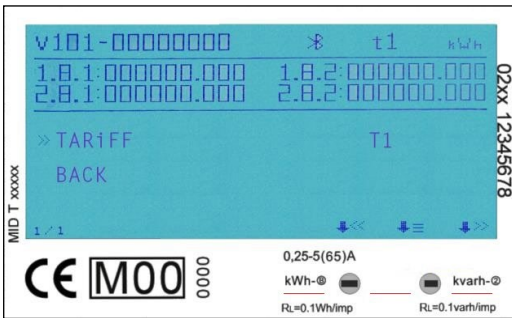 V101-00000000 t1 kWh
1.8.1:000000.000 1.8.2:000000.000
2.8.1:000000.000 2.8.2:000000.000
» TARiFF T1
BACK
1/1 << ≡ >>
MID T xxxxx
02xx 12345678
CE M00 0000
0,25-5(65)A
kWh-⑩ kvarh-②
RL=0.1Wh/imp RL=0.1varh/imp